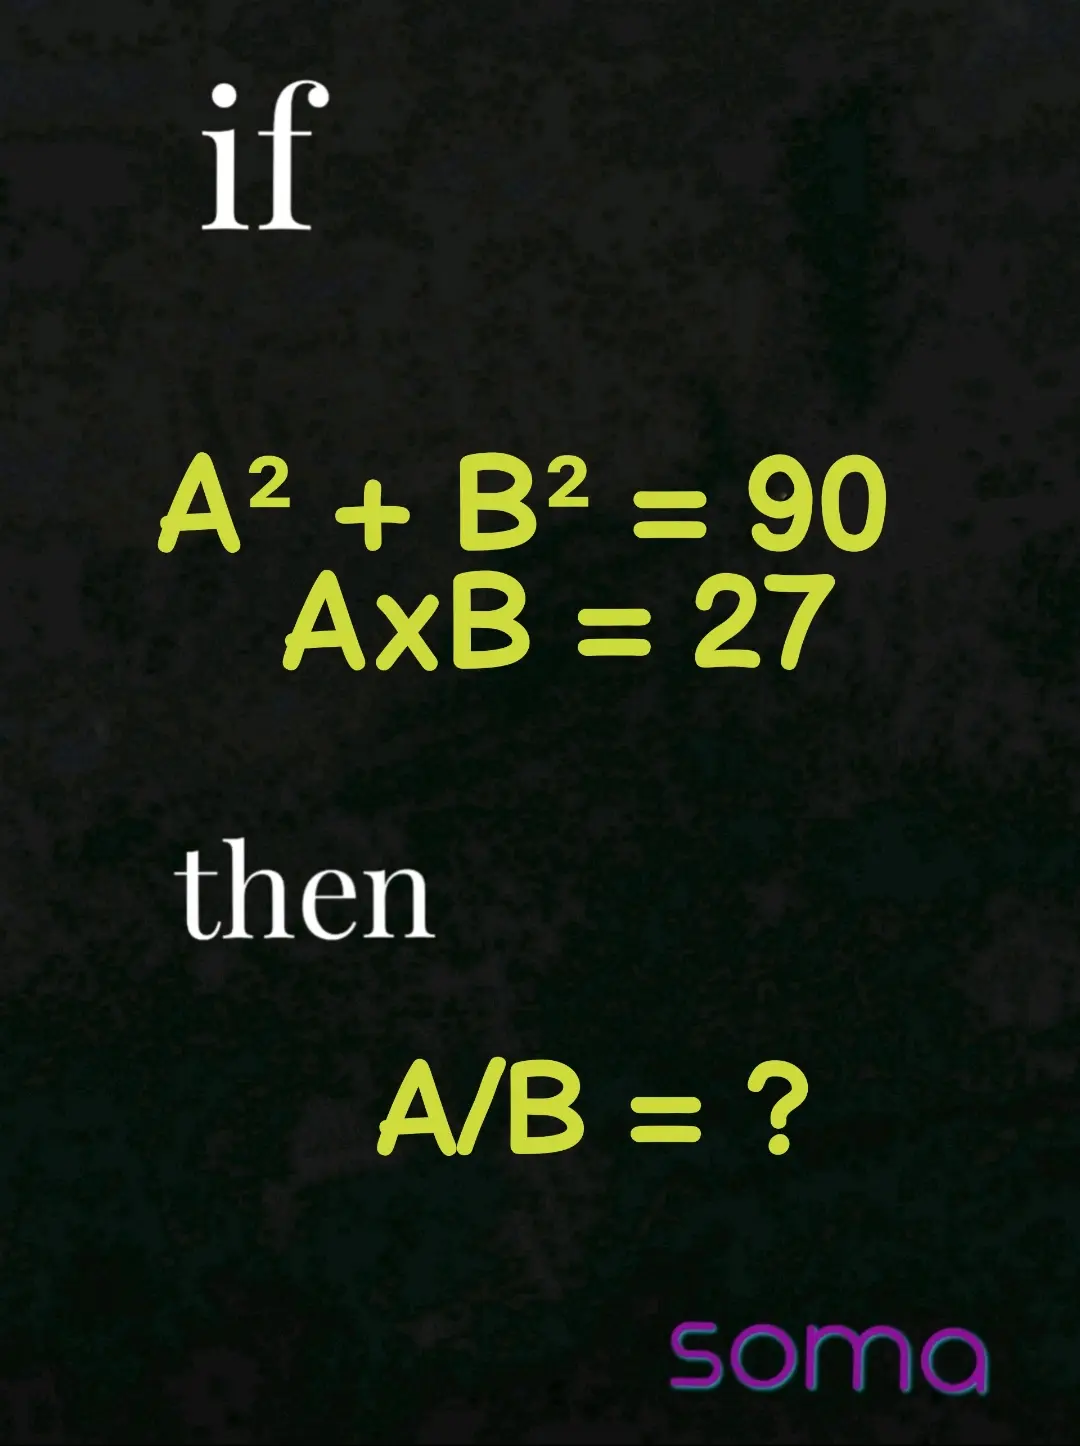 if
A² + B² = 90
AxB = 27
then
A/B = ?
soma